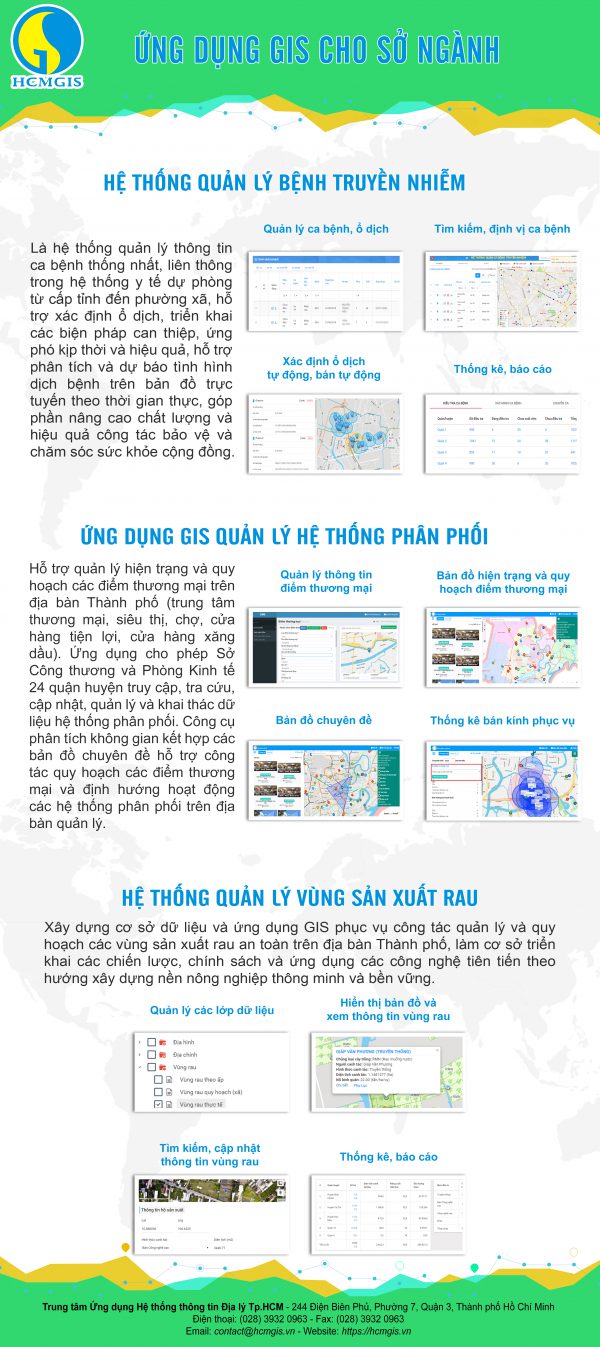 HCMGIS
ỨNG DỤNG GIS CHO SỞ NGÀNH
HỆ THỐNG QUẢN LÝ BỆNH TRUYỀN NHIỄM
Là hệ thống quản lý thông tin
ca bệnh thống nhất, liên thông
trong hệ thống y tế dự phòng
từ cấp tỉnh đến phường xã, hỗ
trợ xác định ổ dịch, triển khai
các biện pháp can thiệp, ứng
phó kịp thời và hiệu quả, hỗ trợ
phân tích và dự báo tình hình
dịch bệnh trên bản đồ trực
tuyến theo thời gian thực, góp
phần nâng cao chất lượng và
hiệu quả công tác bảo vệ và
chăm sóc sức khỏe cộng đồng.
Quản lý ca bệnh, ổ dịch
Tìm kiếm, định vị ca bệnh
Xác định ổ dịch
tự động, bán tự động
Thống kê, báo cáo
ỨNG DỤNG GIS QUẢN LÝ HỆ THỐNG PHÂN PHỐI
Hỗ trợ quản lý hiện trạng và quy
hoạch các điểm thương mại trên
địa bàn Thành phố (trung tâm
thương mại, siêu thị, chợ, cửa
hàng tiện lợi, cửa hàng xăng
dầu). Ứng dụng cho phép Sở
Công thương và Phòng Kinh tế
24 quận huyện truy cập, tra cứu,
cập nhật, quản lý và khai thác dữ
liệu hệ thống phân phối. Công cụ
phân tích không gian kết hợp các
bản đồ chuyên đề hỗ trợ công
tác quy hoạch các điểm thương
mại và định hướng hoạt động
các hệ thống phân phối trên địa
bàn quản lý.
Quản lý thông tin
điểm thương mại
Bản đồ hiện trạng và quy
hoạch điểm thương mại
Bản đồ chuyên đề
Thống kê bán kính phục vụ
HỆ THỐNG QUẢN LÝ VÙNG SẢN XUẤT RAU
Xây dựng cơ sở dữ liệu và ứng dụng GIS phục vụ công tác quản lý và quy
hoạch các vùng sản xuất rau an toàn trên địa bàn Thành phố, làm cơ sở triển
khai các chiến lược, chính sách và ứng dụng các công nghệ tiên tiến theo
hướng xây dựng nền nông nghiệp thông minh và bền vững.
Quản lý các lớp dữ liệu
Địa hình
Địa chính
Vùng rau
Vùng rau theo ấp
Vùng rau quy hoạch (xã)
Vùng rau thực tế
Hiển thị bản đồ và
xem thông tin vùng rau
GIÁP VĂN PHƯƠNG (TRUYỀN THỐNG)
Tìm kiếm, cập nhật
thông tin vùng rau
Thông tin hộ sản xuất
Thống kê, báo cáo
Trung tâm Ứng dụng Hệ thống thông tin Địa lý Tp.HCM - 244 Điện Biên Phủ, Phường 7, Quận 3, Thành phố Hồ Chí Minh
Điện thoại: (028) 3932 0963 - Fax: (028) 3932 0963
Email: contact@hcmgis.vn - Website: https://hcmgis.vn